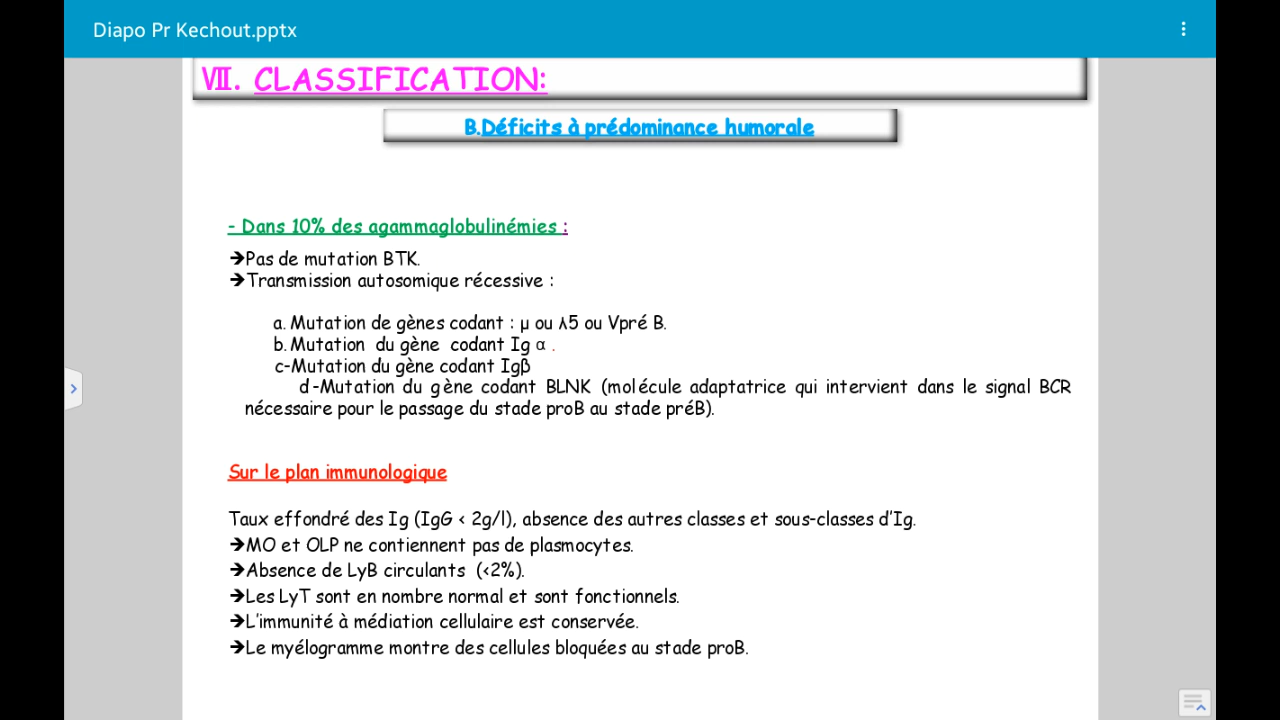 Diapo Pr Kechout.pptx
VII. CLASSIFICATION:
B.Déficits à prédominance humorale
- Dans 10% des agammaglobulinémies :
➔Pas de mutation BTK.
➔Transmission autosomique récessive :
a. Mutation de gènes codant : µ ou λ5 ou Vpré B.
b. Mutation du gène codant Ig α .
c-Mutation du gène codant Igβ
d-Mutation du gène codant BLNK (molécule adaptatrice qui intervient dans le signal BCR
nécessaire pour le passage du stade proB au stade préB).
Sur le plan immunologique
Taux effondré des Ig (IgG < 2g/l), absence des autres classes et sous-classes d'Ig.
➔MO et OLP ne contiennent pas de plasmocytes.
➔Absence de LyB circulants (<2%).
➔Les LyT sont en nombre normal et sont fonctionnels.
➔L'immunité à médiation cellulaire est conservée.
➔Le myélogramme montre des cellules bloquées au stade proB.